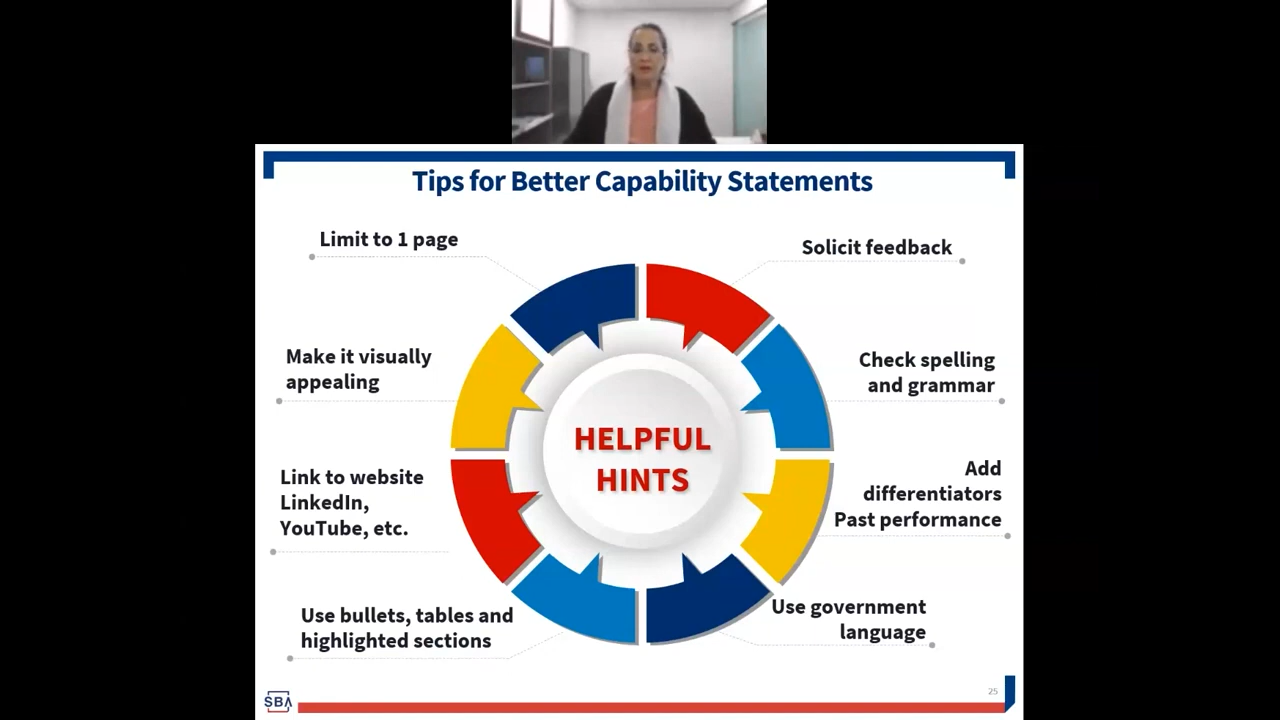 Tips for Better Capability Statements
Limit to 1 page
Solicit feedback
Make it visually
appealing
Check spelling
and grammar
HELPFUL
HINTS
Link to website
LinkedIn,
YouTube, etc.
Add
differentiators
Past performance
Use bullets, tables and
highlighted sections
Use government
language
25
SBA